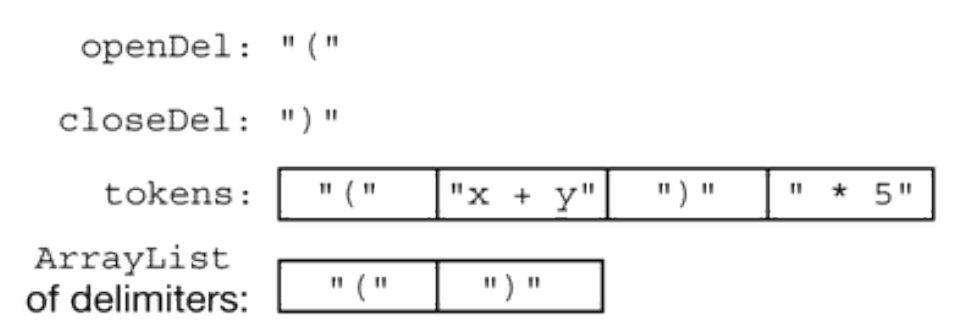 openDel: "("
closeDel: ")"
tokens: "(" "x + y" ")" " * 5"
ArrayList
of delimiters: "(" ")"